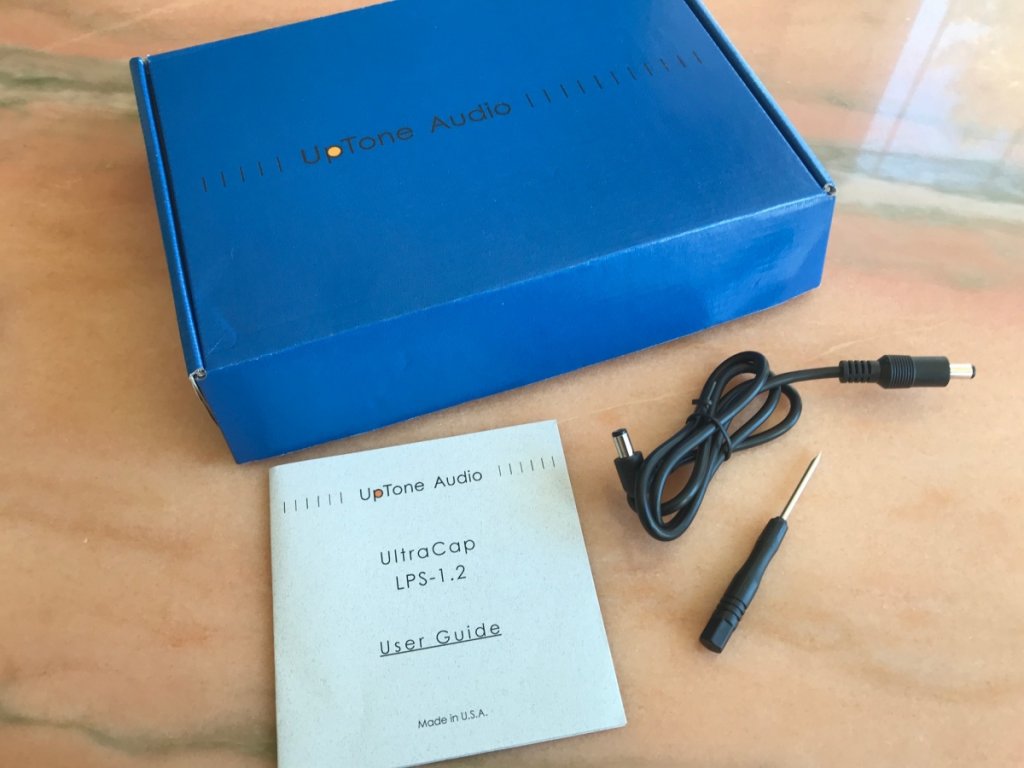 UpTone Audio
UpTone Audio
UltraCap
LPS-1.2
User Guide
Made in U.S.A.